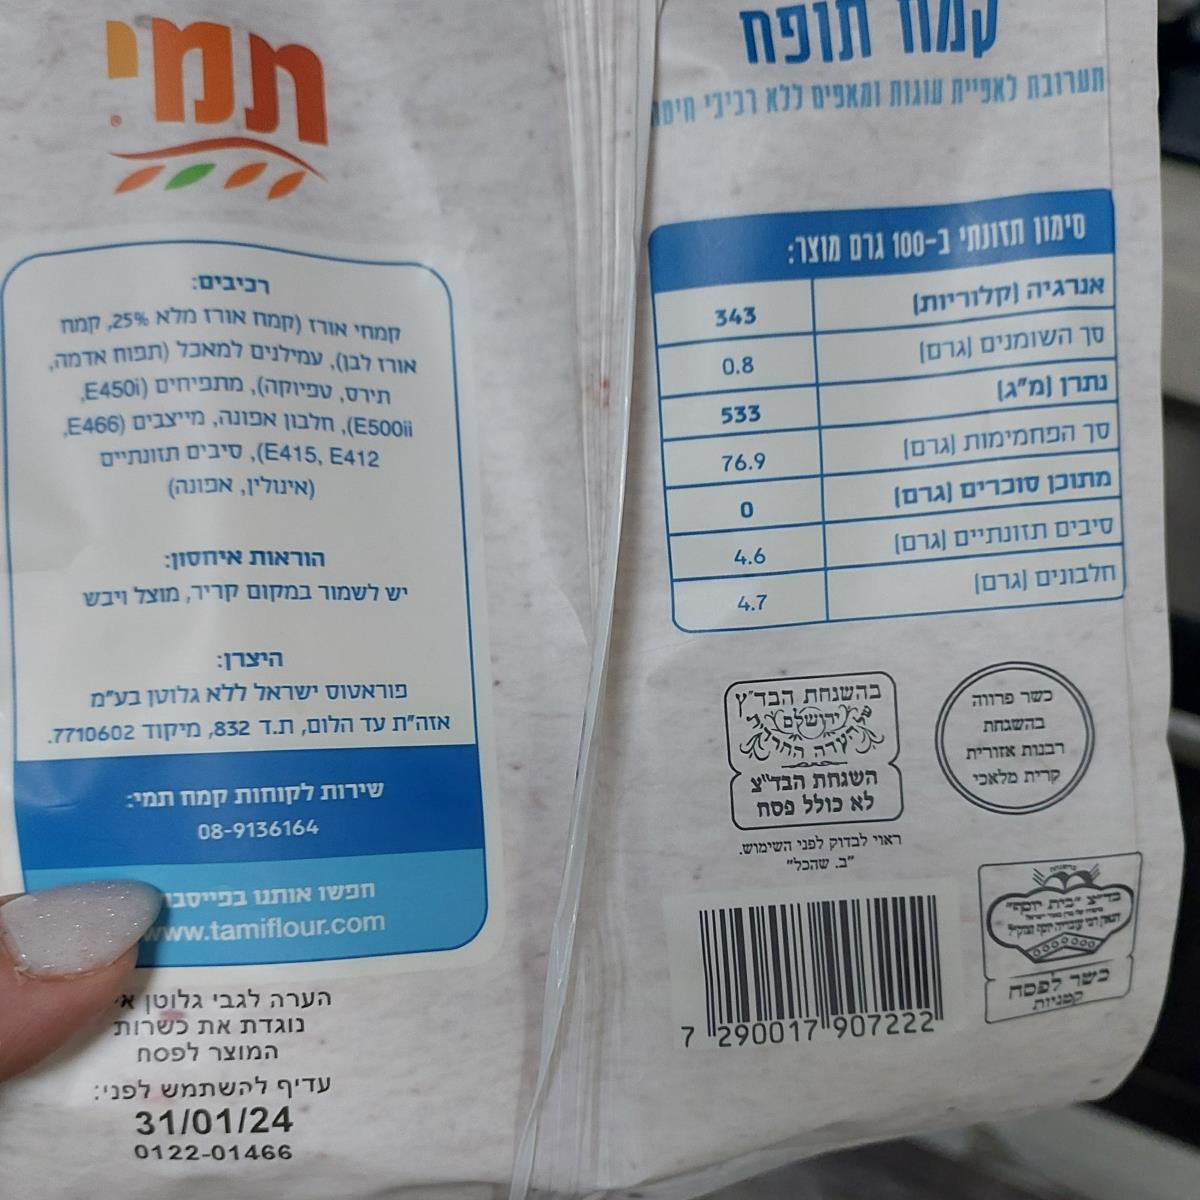 תמי
רכיבים:
קמחי אורז (קמח אורז מלא 25%, קמח
אורז לבן), עמילנים למאכל (תפוח אדמה,
תירס, טפיוקה), מתפיחים (E450i,
E500ii), חלבון אפונה, מייצבים (E466,
E415, E412), סיבים תזונתיים
(אינולין, אפונה)
הוראות איחסון:
יש לשמור במקום קריר, מוצל ויבש
היצרן:
פוראטוס ישראל ללא גלוטן בע"מ
אזה"ת עד הלום, ת.ד 832, מיקוד 7710602.
שירות לקוחות קמח תמי:
08-9136164
חפשו אותנו
www.tamiflour.com
הערה לגבי גלוטן
נוגדת את כשרות
המוצר לפסח
עדיף להשתמש לפני:
31/01/24
0122-01466
קמח תופח
תערובת לאפיית עוגות ומאפים ללא רכיבי
סימון תזונתי ב-100 גרם מוצר:
אנרגיה (קלוריות) 343
סך השומנים (גרם) 0.8
נתרן (מ"ג) 533
סך הפחמימות (גרם) 76.9
מתוכן סוכרים (גרם) 0
סיבים תזונתיים (גרם) 4.6
חלבונים (גרם) 4.7
כשר פרווה
בהשגחת
רבנות אזורית
קרית מלאכי
בהשגחת הבד"ץ
ירושלם
השגחת הבד"צ
לא כולל פסח
ראוי לבדוק לפני השימוש.
"ב. שהכל"
בד"צ "בית יוסף"
כשר לפסח
קטניות
7 290017 907222